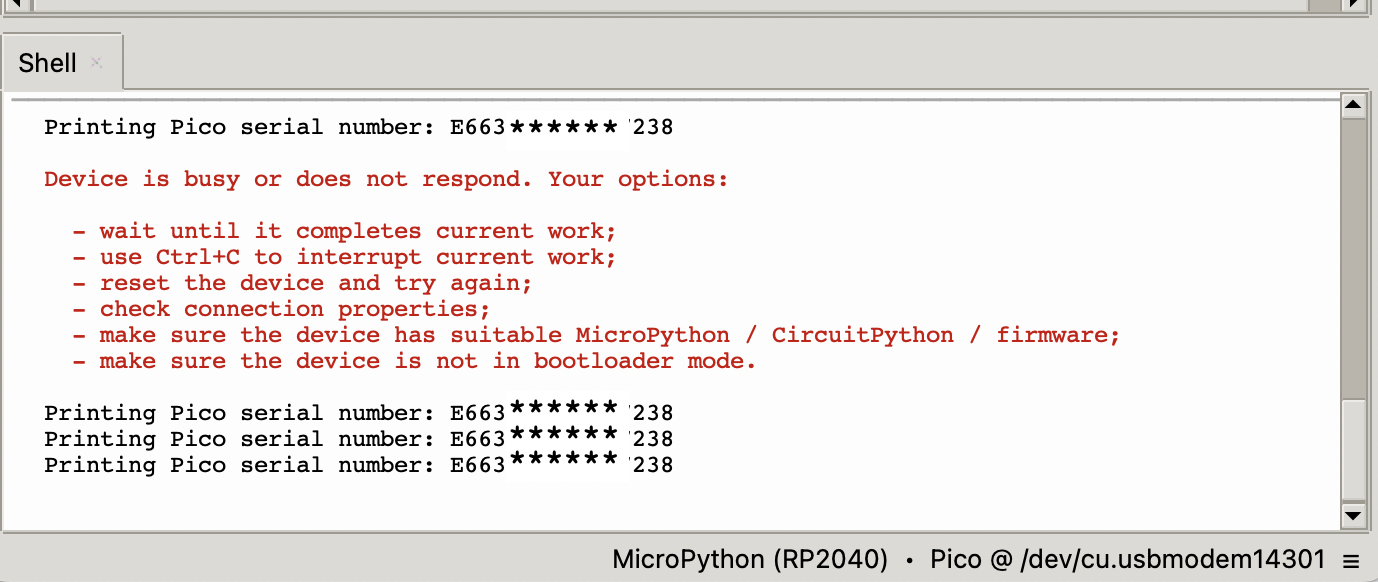 Shell
Printing Pico serial number: E663******'238
Device is busy or does not respond. Your options:
- wait until it completes current work;
- use Ctrl+C to interrupt current work;
- reset the device and try again;
- check connection properties;
- make sure the device has suitable MicroPython / CircuitPython / firmware;
- make sure the device is not in bootloader mode.
Printing Pico serial number: E663******'238
Printing Pico serial number: E663******'238
Printing Pico serial number: E663******'238
MicroPython (RP2040) • Pico @ /dev/cu.usbmodem14301 ≡